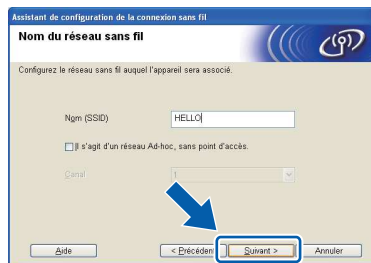 Assistant de configuration de la connexion sans fil
Nom du réseau sans fil
Configurez le réseau sans fil auquel l'appareil sera associé.
Nom (SSID)
HELLO
Il s'agit d'un réseau Ad-hoc, sans point d'accès.
Canal
1
Aide
< Précédent
Suivant >
Annuler